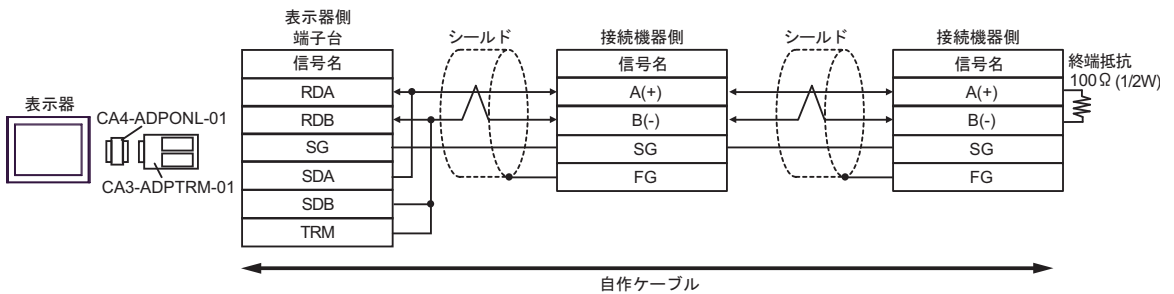 表示器
CA4-ADPONL-01
CA3-ADPTRM-01
表示器側
端子台
信号名
RDA
RDB
SG
SDA
SDB
TRM
シールド
接続機器側
信号名
A(+)
B(-)
SG
FG
シールド
接続機器側
信号名
A(+)
B(-)
SG
FG
終端抵抗
100Ω (1/2W)
自作ケーブル